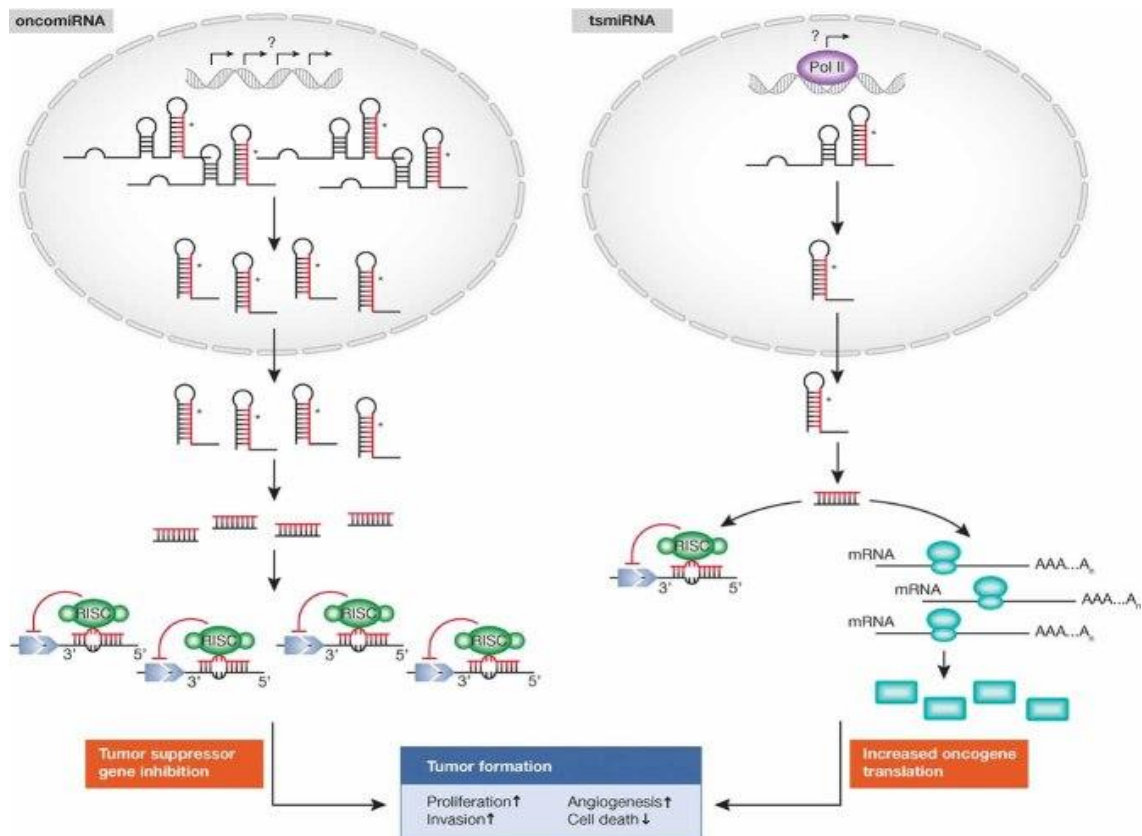 oncomiRNA
?
RISC
3'
5'
RISC
3'
5'
RISC
3'
5'
RISC
3'
5'
Tumor suppressor
gene inhibition
tsmiRNA
?
Pol II
RISC
3'
5'
mRNA
AAA...Aₙ
mRNA
AAA...Aₙ
mRNA
AAA...Aₙ
Increased oncogene
translation
Tumor formation
Proliferation↑ Angiogenesis↑
Invasion↑ Cell death↓